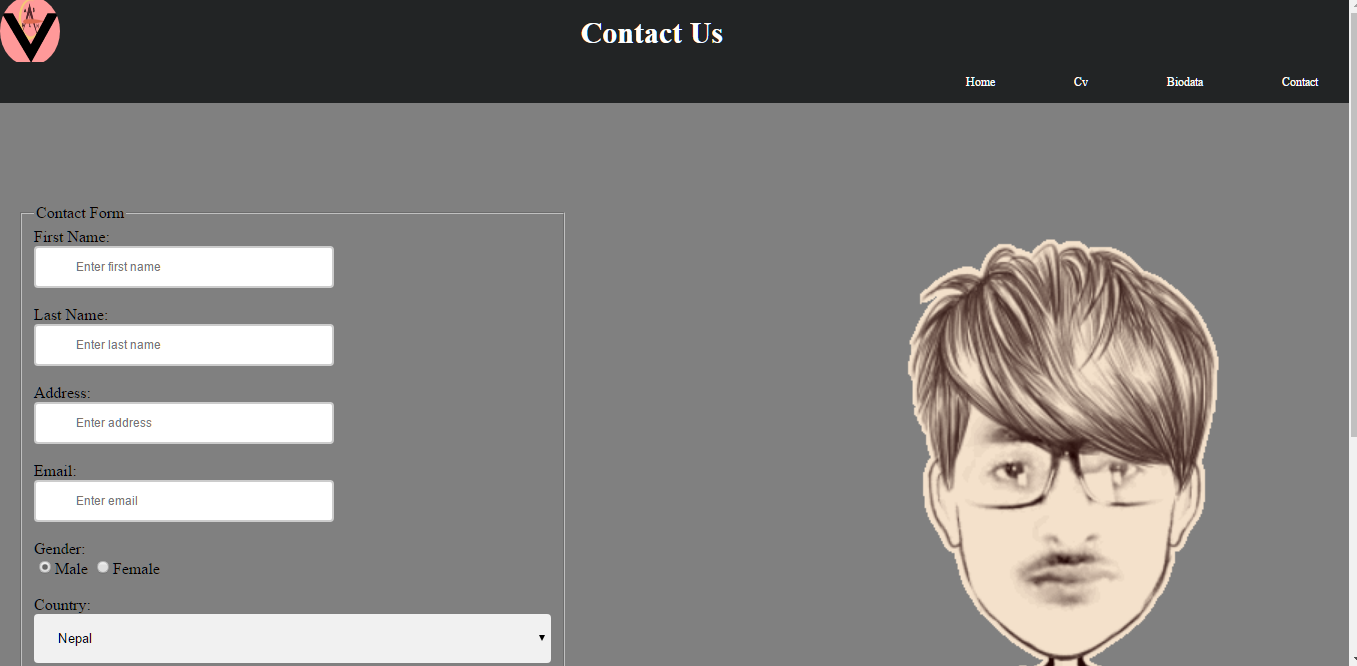 Contact Us
Home Cv Biodata Contact
Contact Form
First Name:
Enter first name
Last Name:
Enter last name
Address:
Enter address
Email:
Enter email
Gender:
Male Female
Country:
Nepal